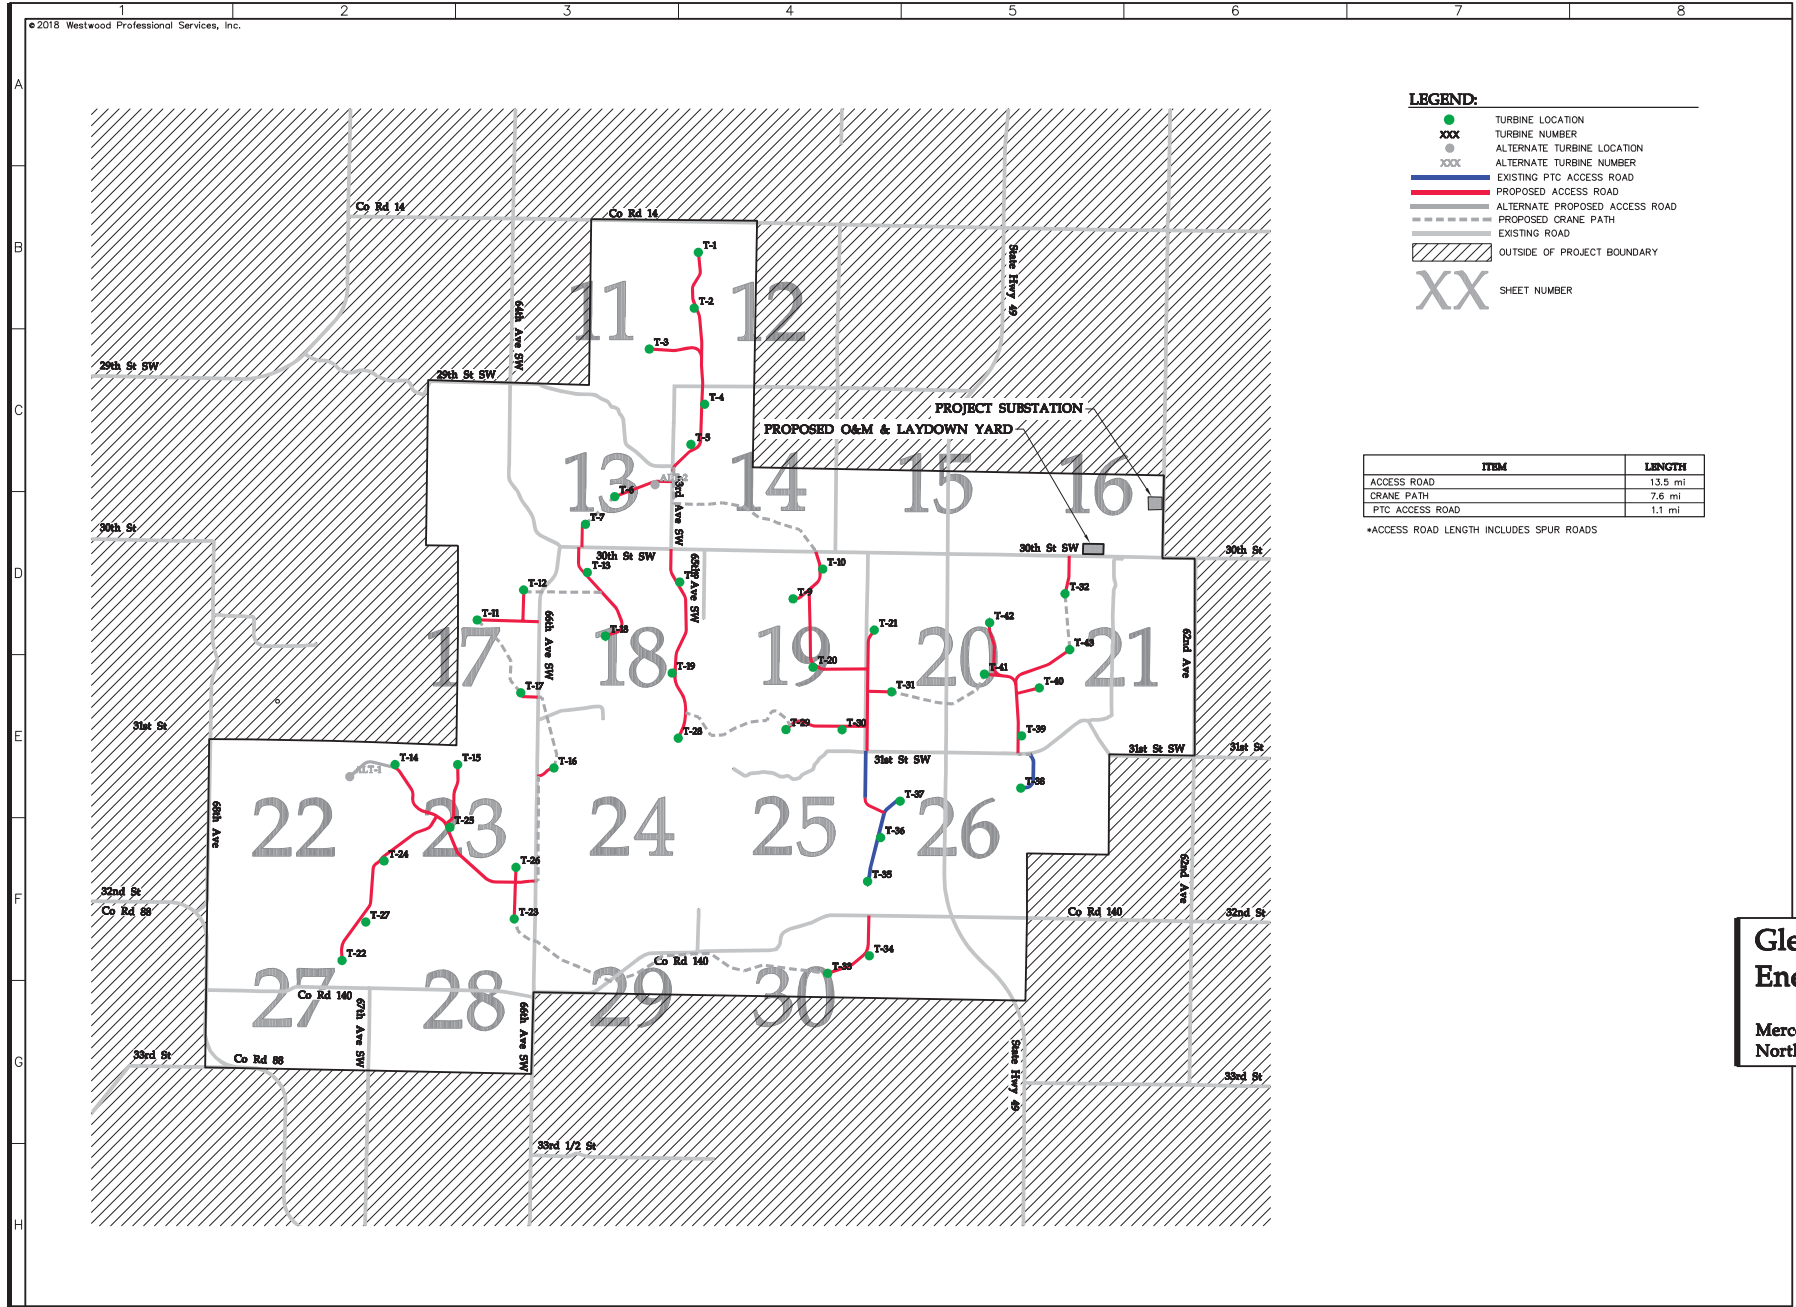 1 2 3 4 5 6 7 8
© 2018 Westwood Professional Services, Inc.
A
B
C
D
E
F
G
H
LEGEND:
TURBINE LOCATION
XXX TURBINE NUMBER
ALTERNATE TURBINE LOCATION
XXX ALTERNATE TURBINE NUMBER
EXISTING PTC ACCESS ROAD
PROPOSED ACCESS ROAD
ALTERNATE PROPOSED ACCESS ROAD
PROPOSED CRANE PATH
EXISTING ROAD
OUTSIDE OF PROJECT BOUNDARY
XX SHEET NUMBER
ITEM LENGTH
ACCESS ROAD 13.5 mi
CRANE PATH 7.6 mi
PTC ACCESS ROAD 1.1 mi
*ACCESS ROAD LENGTH INCLUDES SPUR ROADS
Co Rd 14
Co Rd 14
T-1
State Hwy 49
11
12
T-2
64th Ave SW
T-3
29th St SW
29th St SW
T-4
PROJECT SUBSTATION
PROPOSED O&M & LAYDOWN YARD
T-5
13
14
15
16
T-6
T-7
30th St
30th St SW
30th St SW
30th St
T-13
T-10
T-12
T-9
T-32
65th Ave SW
T-11
66th Ave SW
T-21
T-42
62nd Ave
17
18
19
20
21
T-43
T-19
T-20
T-41
T-40
T-17
T-31
31st St
T-28
T-29
T-30
T-39
31st St SW
31st St
31st St SW
T-14
T-15
T-16
T-38
T-37
68th Ave
22
23
24
25
26
T-25
T-36
T-24
T-26
T-35
62nd Ave
32nd St
Co Rd 88
T-27
T-23
Co Rd 140
32nd St
T-22
Co Rd 140
T-34
T-33
27
28
29
30
Co Rd 140
67th Ave SW
66th Ave SW
33rd St
Co Rd 88
State Hwy 49
33rd St
33rd 1/2 St
Gle
Ene
Merc
North